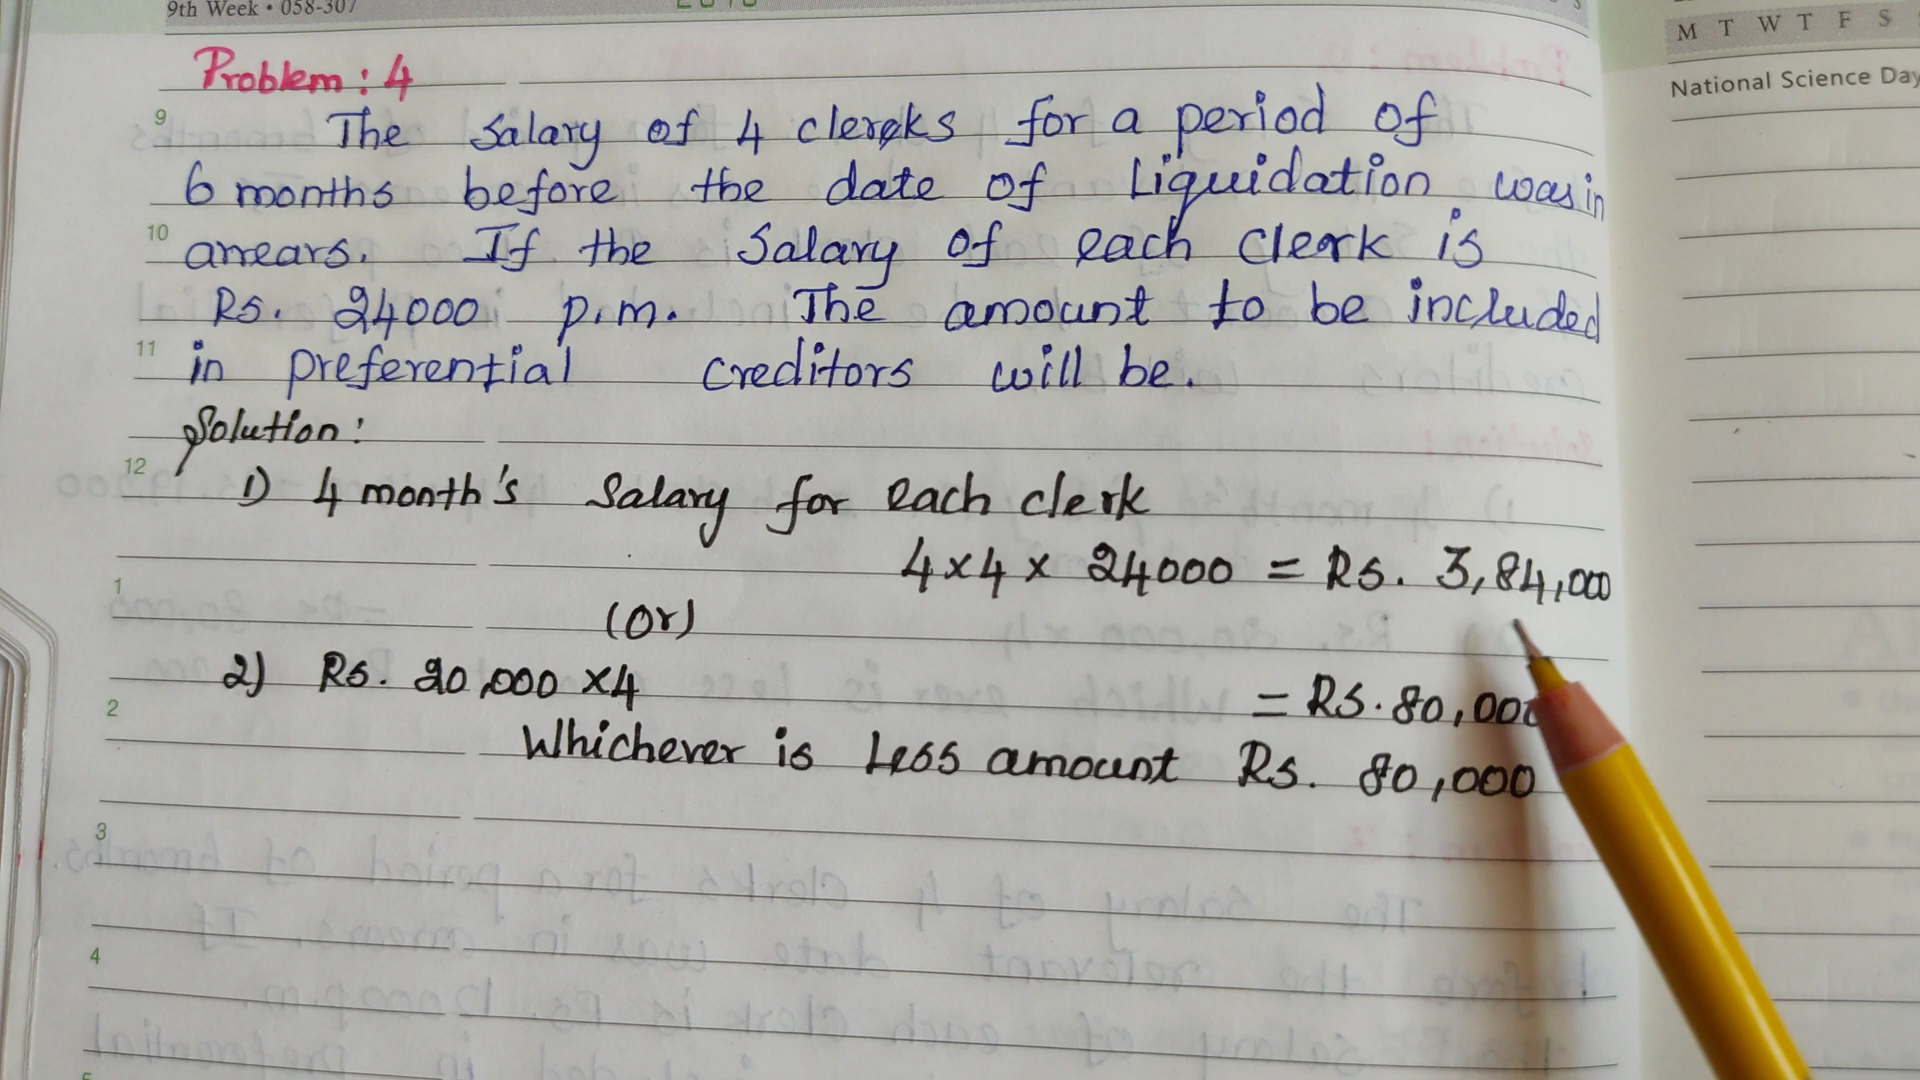 9th Week • 058-307
Problem : 4
9
The Salary of 4 clercks for a period of
6 months before the date of Liquidation was in
10
arrears. If the Salary of each Clerk is
Rs. 24000 p.m. The amount to be included
11
in preferential creditors will be.
Solution :
12
1) 4 month's Salary for each clerk
4 x 4 x 24000 = Rs. 3,84,000
1
(Or)
2) Rs. 20,000 x4 = RS. 80,000
2
Whichever is Less amount Rs. 80,000
3
4
M T W T F S
National Science Day